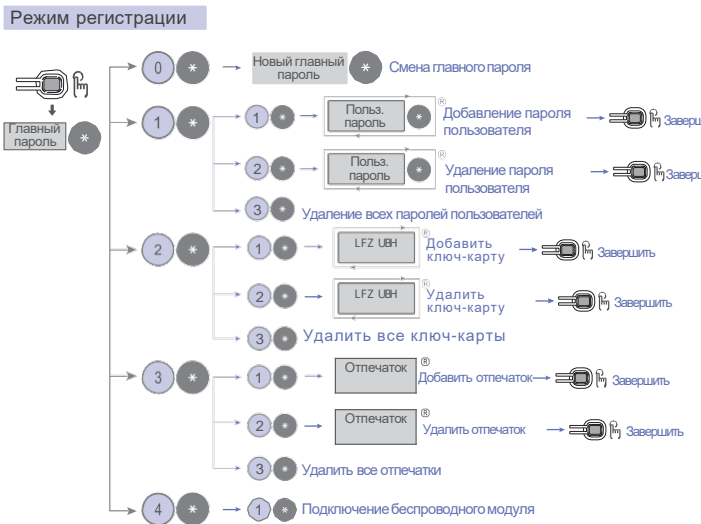 Режим регистрации
Главный
пароль *
0 * Новый главный
пароль * Смена главного пароля
1 *
1 * Польз.
пароль * ® Добавление пароля
пользователя
2 * Польз.
пароль * ® Удаление пароля
пользователя
3 * Удаление всех паролей пользователей
2 *
1 * LFZ UBH ® Добавить
ключ-карту Завершить
2 * LFZ UBH ® Удалить
ключ-карту Завершить
3 * Удалить все ключ-карты
3 *
1 * Отпечаток ® Добавить отпечаток Завершить
2 * Отпечаток ® Удалить отпечаток Завершить
3 * Удалить все отпечатки
4 * 1 * Подключение беспроводного модуля